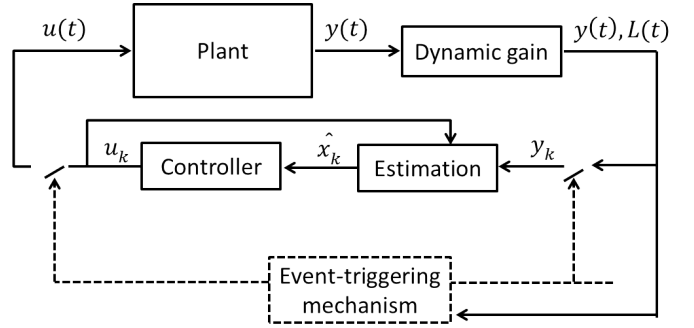 u(t)
Plant
y(t)
Dynamic gain
y(t), L(t)
u_k
Controller
x̂_k
Estimation
y_k
Event-triggering
mechanism